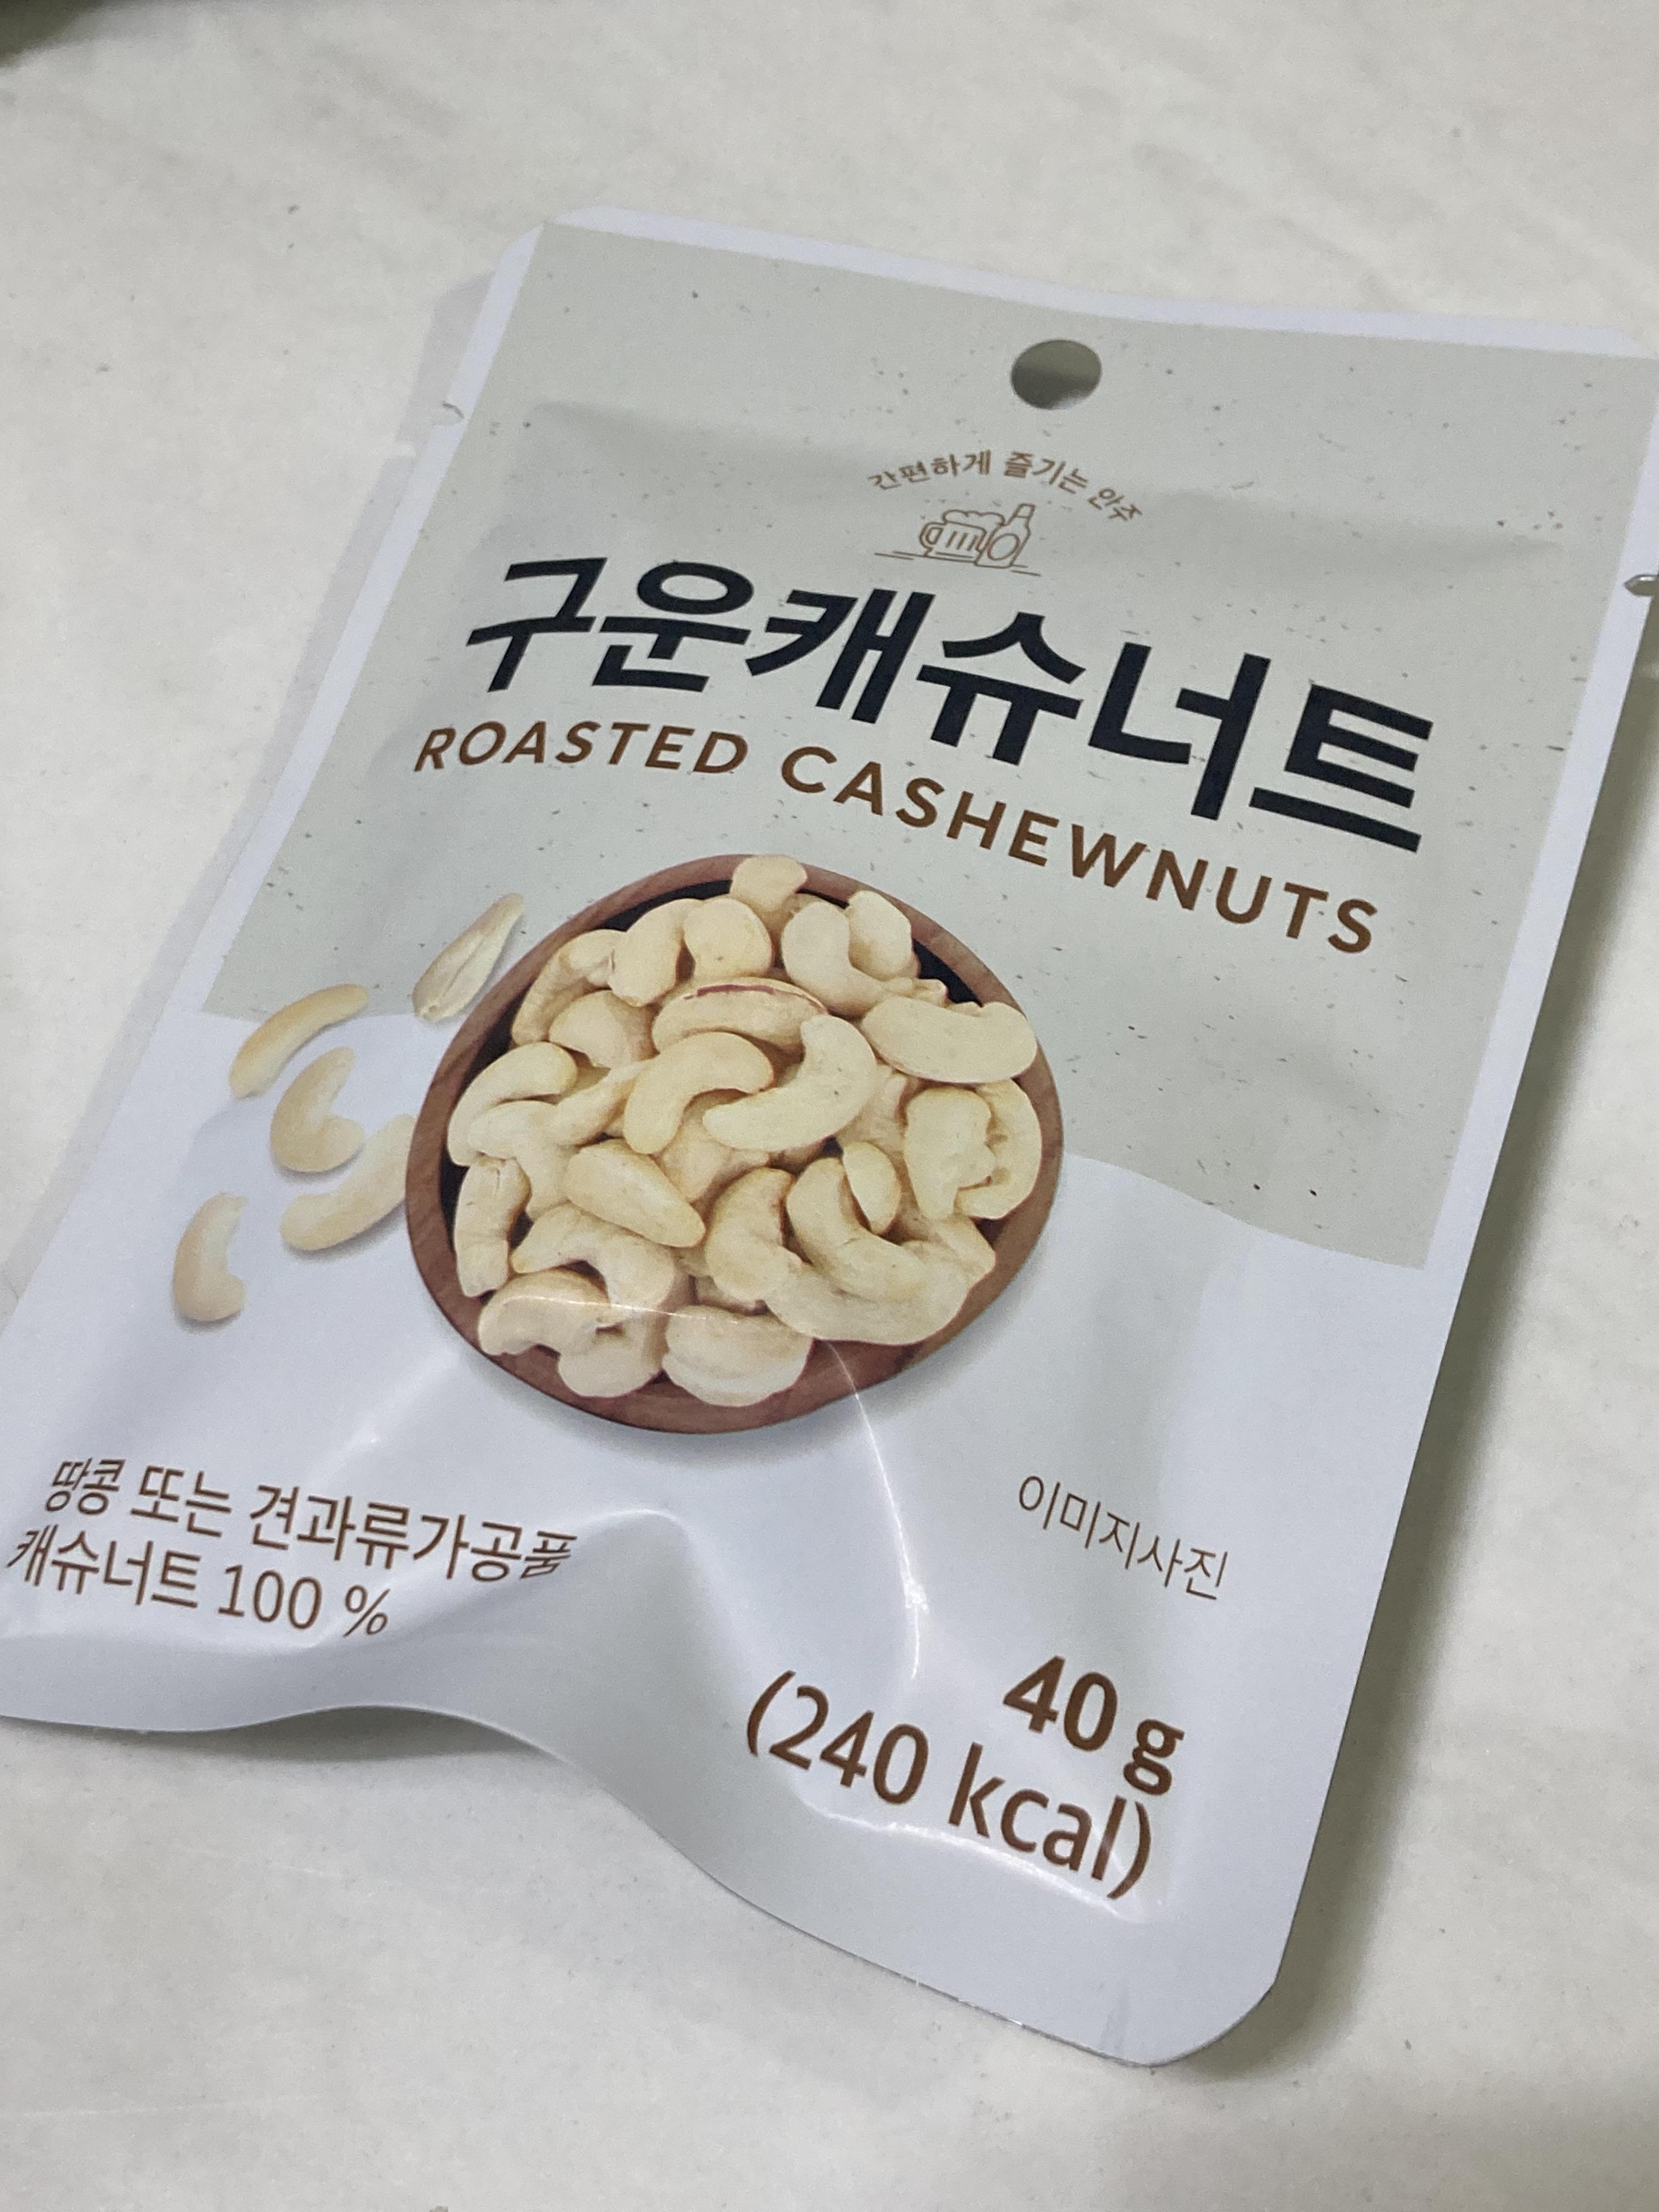 간편하게 즐기는 안주
구운캐슈너트
ROASTED CASHEWNUTS
땅콩 또는 견과류가공품
캐슈너트 100 %
이미지사진
40 g
(240 kcal)